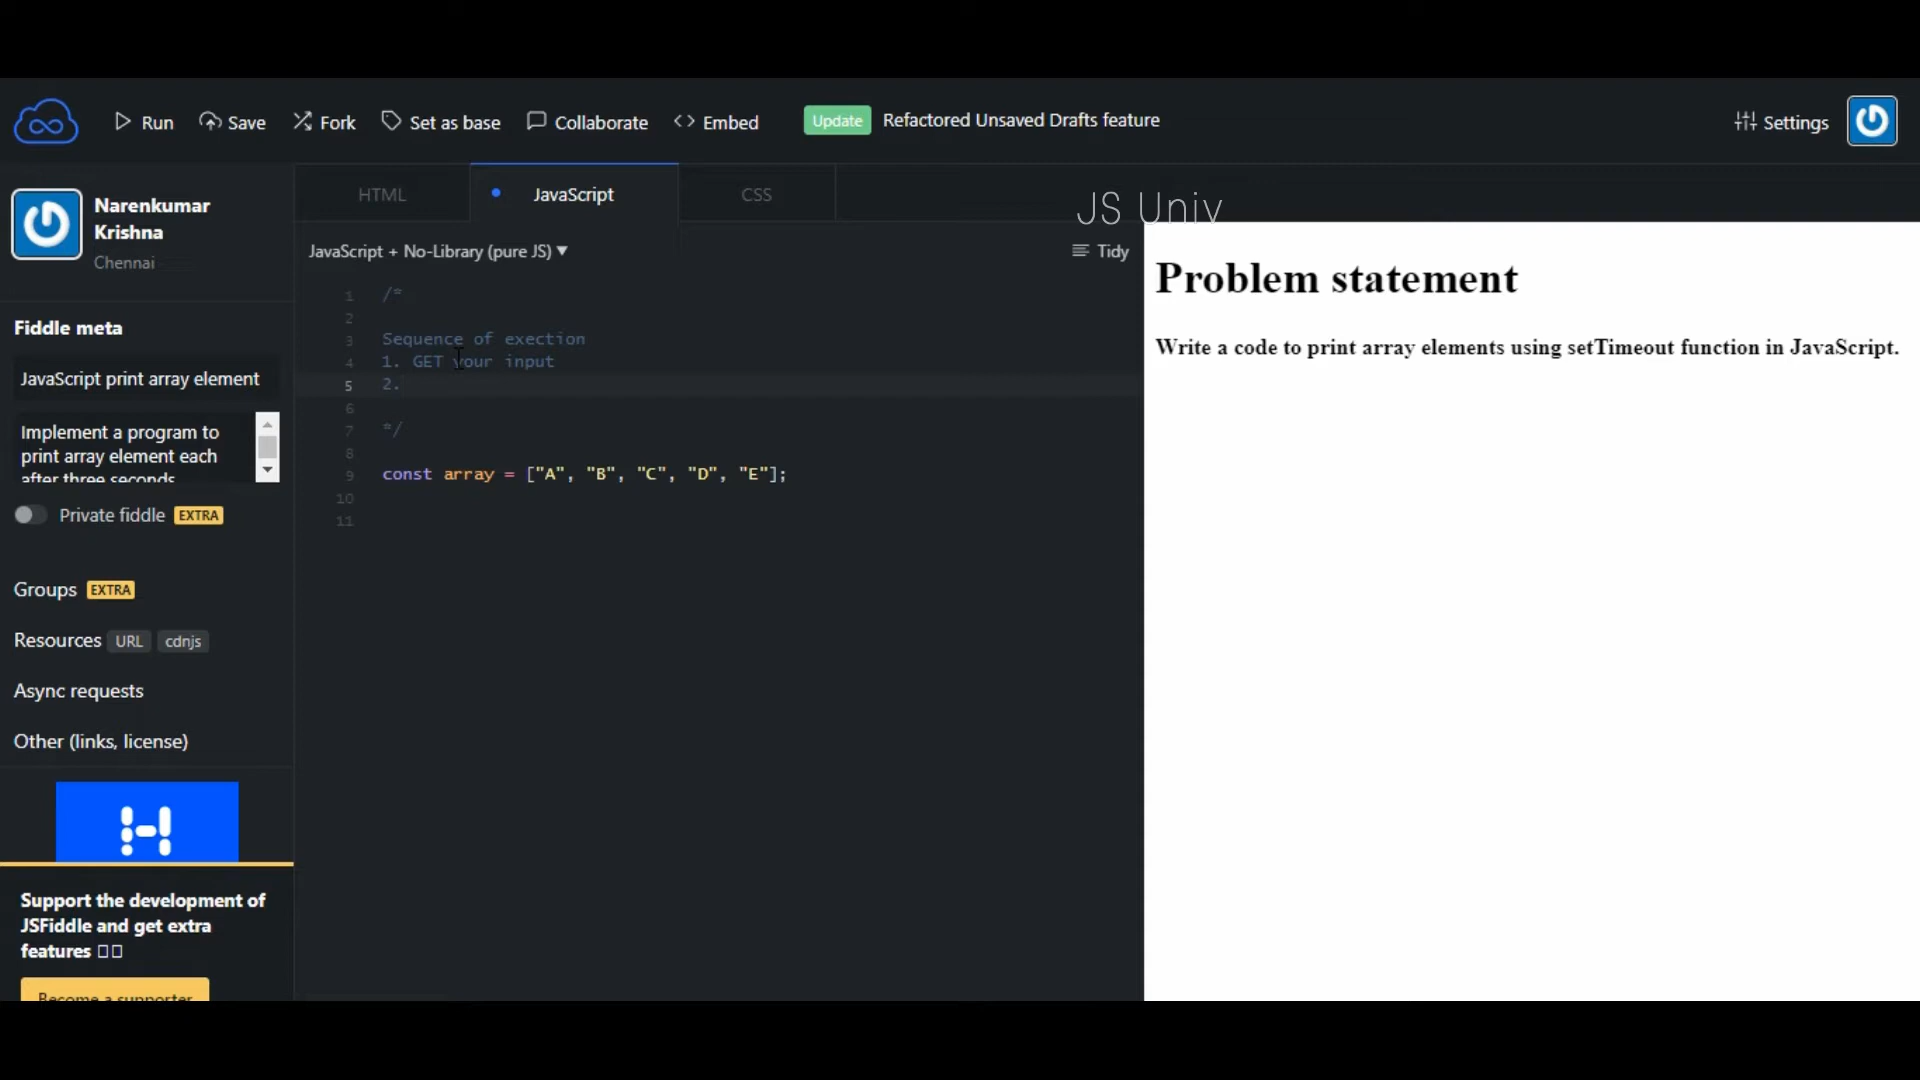 Run Save Fork Set as base Collaborate Embed Update Refactored Unsaved Drafts feature Settings
Narenkumar
Krishna
Chennai
HTML JavaScript CSS
JS Univ
JavaScript + No-Library (pure JS) ▼ Tidy
Fiddle meta
JavaScript print array element
Implement a program to
print array element each
after three seconds
Private fiddle EXTRA
Groups EXTRA
Resources URL cdnjs
Async requests
Other (links, license)
Support the development of
JSFiddle and get extra
features
Become a supporter
1 /*
2
3 Sequence of exection
4 1. GET your input
5 2.
6
7 */
8
9 const array = ["A", "B", "C", "D", "E"];
10
11
Problem statement
Write a code to print array elements using setTimeout function in JavaScript.